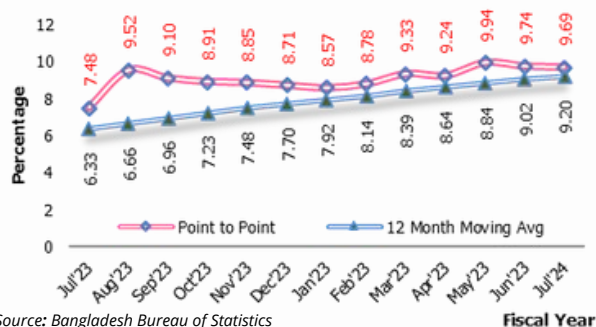 12
10
8
6
4
2
0
Percentage
7.48 9.52 9.10 8.91 8.85 8.71 8.57 8.78 9.33 9.24 9.94 9.74 9.69
6.33 6.66 6.96 7.23 7.48 7.70 7.92 8.14 8.39 8.64 8.84 9.02 9.20
Point to Point 12 Month Moving Avg
Jul'23 Aug'23 Sep'23 Oct'23 Nov'23 Dec'23 Jan'23 Feb'23 Mar'23 Apr'23 May'23 Jun'23 Jul'24
Source: Bangladesh Bureau of Statistics
Fiscal Year